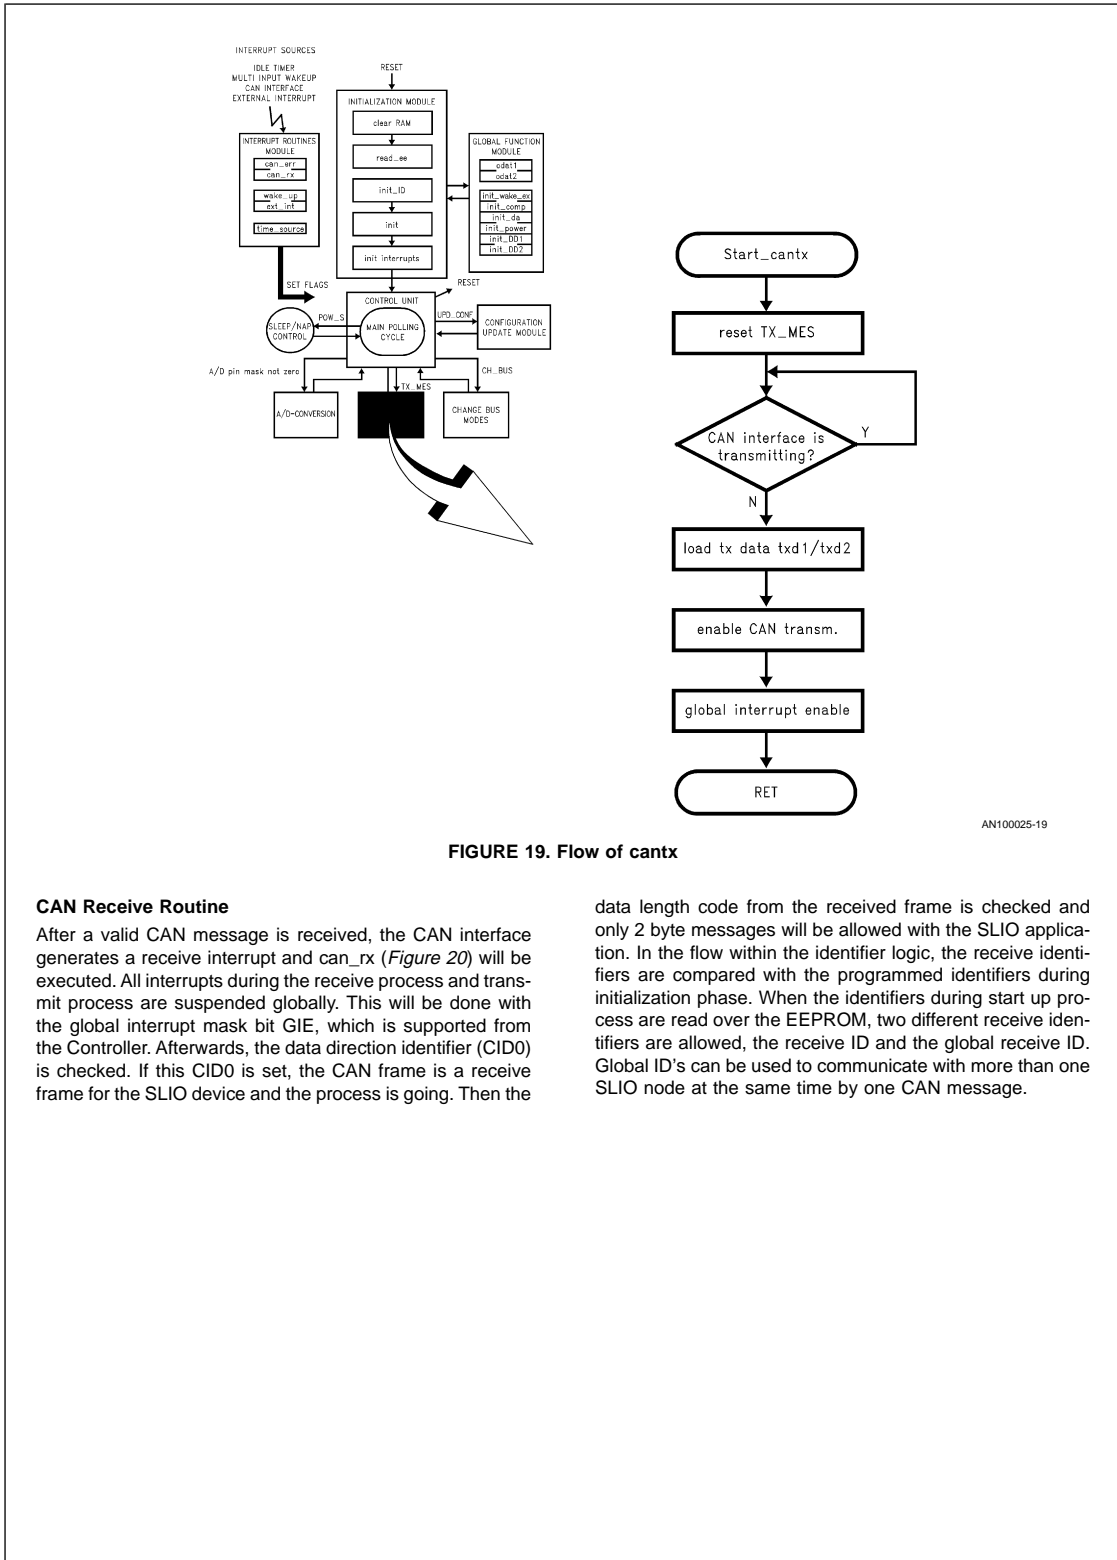 INTERRUPT SOURCES
IDLE TIMER
MULTI INPUT WAKEUP
CAN INTERFACE
EXTERNAL INTERRUPT
RESET
INITIALIZATION MODULE
clear RAM
read_ee
init_ID
init
init interrupts
INTERRUPT ROUTINES
MODULE
can_err
can_rx
wake_up
ext_int
time_source
GLOBAL FUNCTION
MODULE
odat1
odat2
init_wake_ex
init_comp
init_da
init_power
init_DD1
init_DD2
SET FLAGS
RESET
CONTROL UNIT
MAIN POLLING
CYCLE
POW_S
SLEEP/NAP
CONTROL
UPD_CONF
CONFIGURATION
UPDATE MODULE
A/D pin mask not zero
CH_BUS
TX_MES
A/D-CONVERSION
CHANGE BUS
MODES
Start_cantx
reset TX_MES
CAN interface is
transmitting?
Y
N
load tx data txd1/txd2
enable CAN transm.
global interrupt enable
RET
AN100025-19
FIGURE 19. Flow of cantx
CAN Receive Routine
After a valid CAN message is received, the CAN interface
generates a receive interrupt and can_rx (Figure 20) will be
executed. All interrupts during the receive process and trans-
mit process are suspended globally. This will be done with
the global interrupt mask bit GIE, which is supported from
the Controller. Afterwards, the data direction identifier (CID0)
is checked. If this CID0 is set, the CAN frame is a receive
frame for the SLIO device and the process is going. Then the
data length code from the received frame is checked and
only 2 byte messages will be allowed with the SLIO applica-
tion. In the flow within the identifier logic, the receive identi-
fiers are compared with the programmed identifiers during
initialization phase. When the identifiers during start up pro-
cess are read over the EEPROM, two different receive iden-
tifiers are allowed, the receive ID and the global receive ID.
Global ID's can be used to communicate with more than one
SLIO node at the same time by one CAN message.